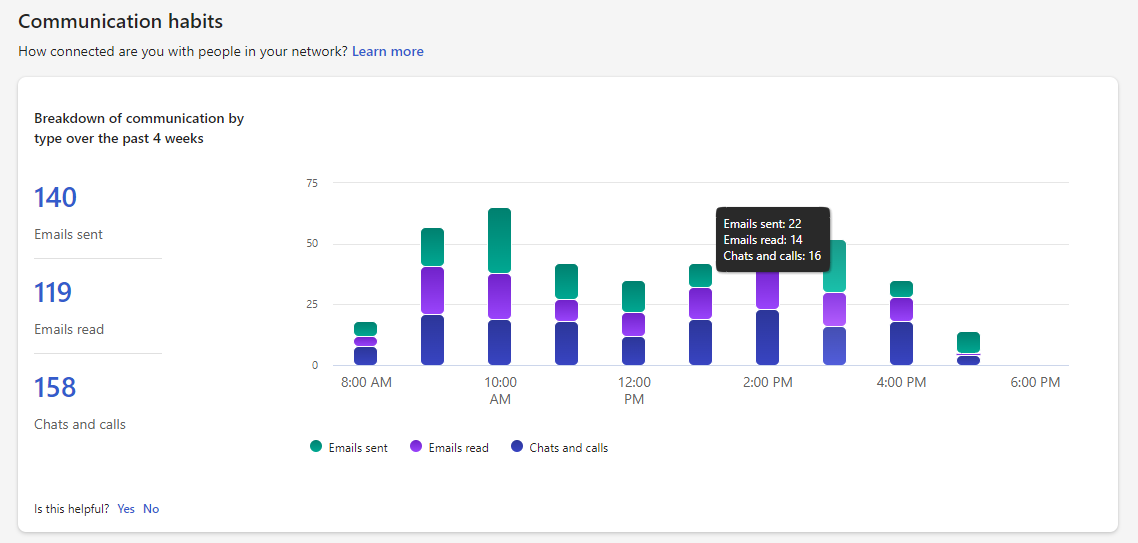 Communication habits
How connected are you with people in your network? Learn more
Breakdown of communication by
type over the past 4 weeks
140
Emails sent
119
Emails read
158
Chats and calls
75
50
25
0
Emails sent: 22
Emails read: 14
Chats and calls: 16
8:00 AM
10:00
AM
12:00
PM
2:00 PM
4:00 PM
6:00 PM
Emails sent
Emails read
Chats and calls
Is this helpful? Yes No